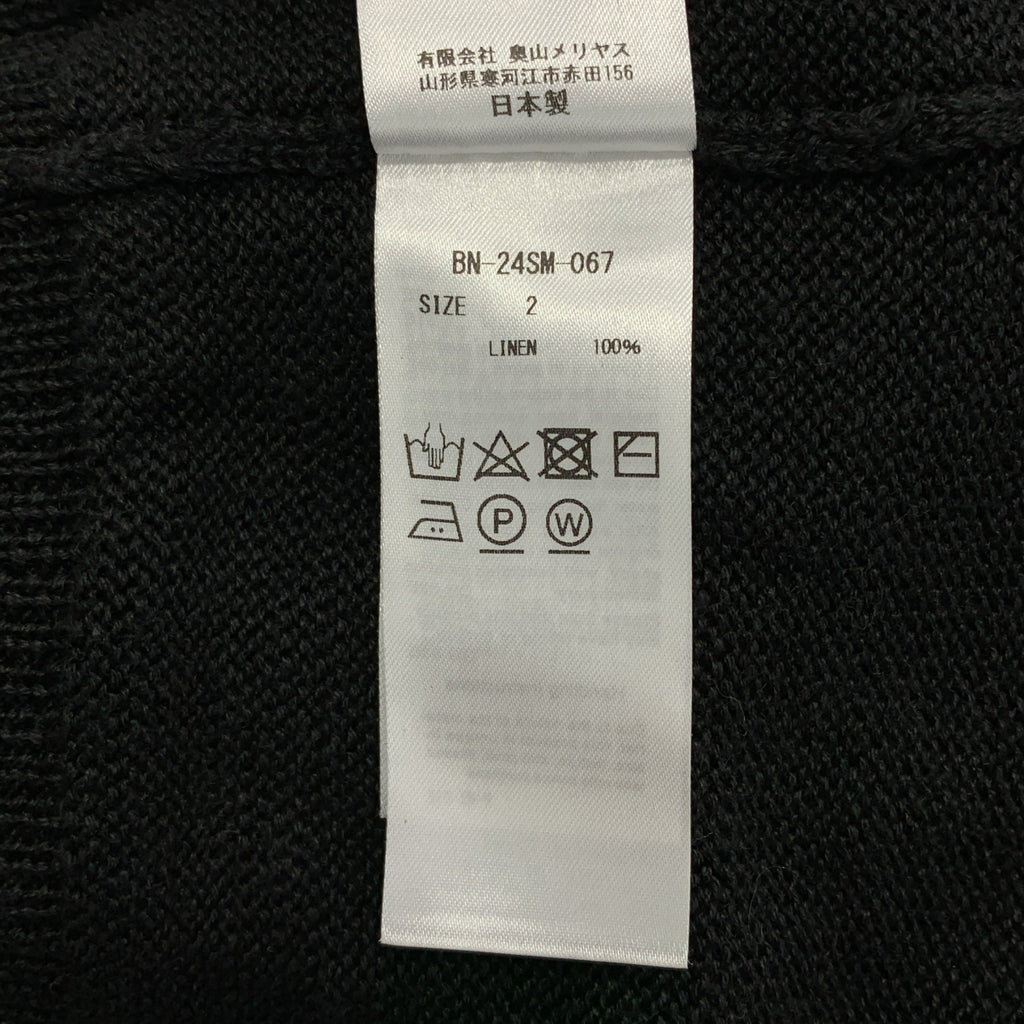 有限会社 奥山メリヤス
山形県寒河江市赤田156
日本製
BN-24SM-067
SIZE 2
LINEN 100%
P W